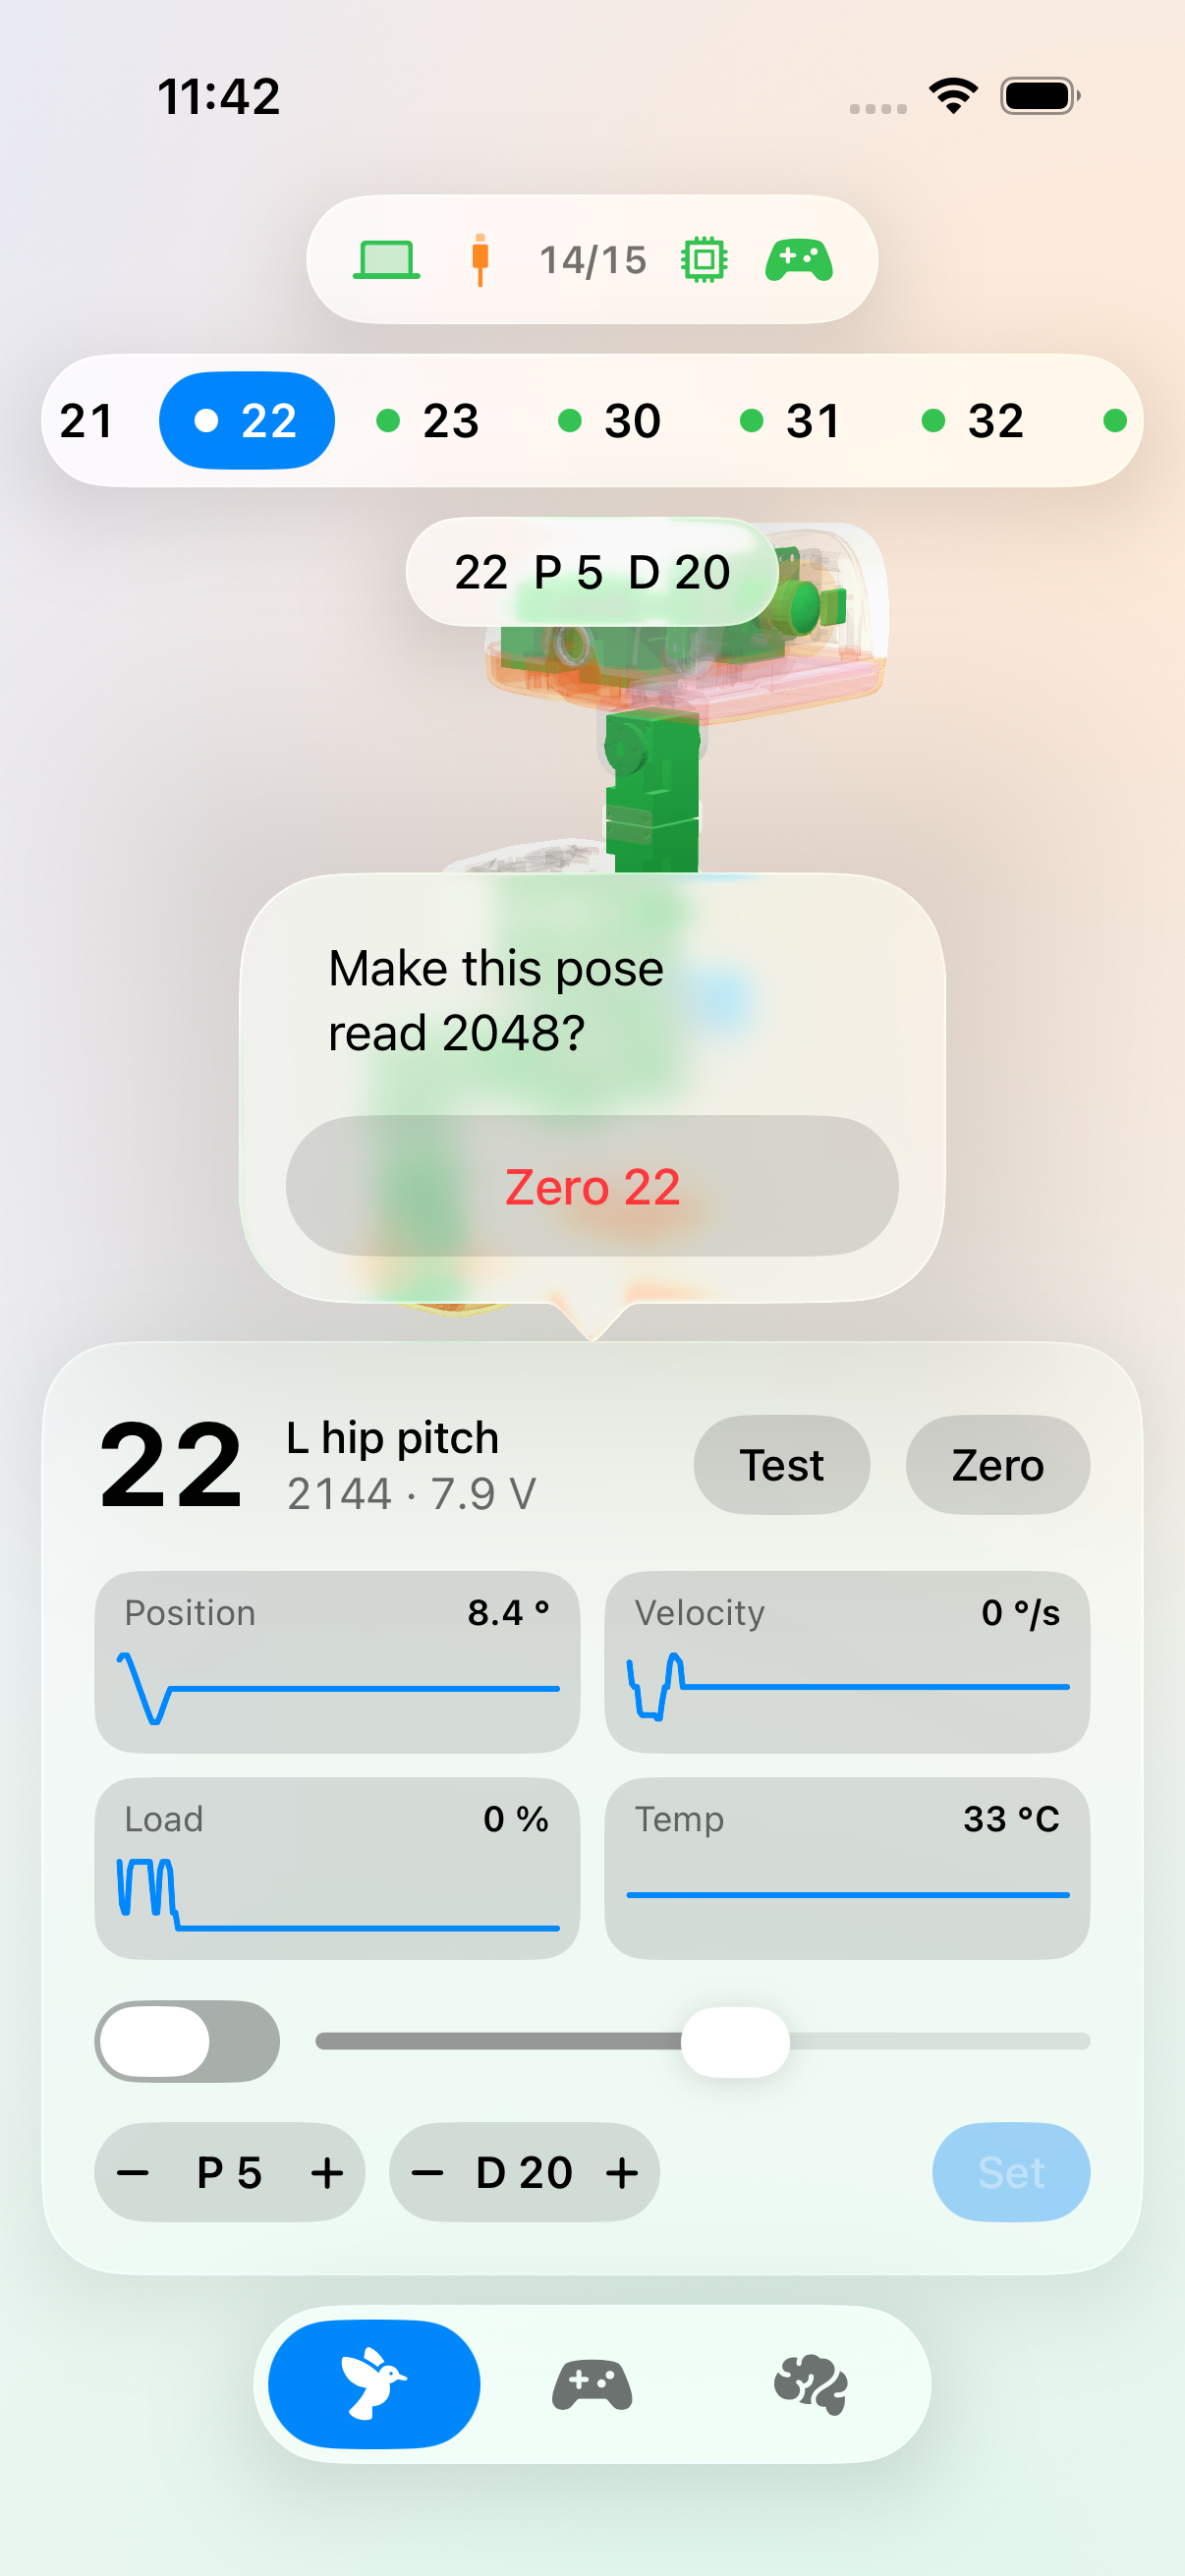 11:42
14/15
21 22 23 30 31 32
22 P 5 D 20
Make this pose
read 2048?
Zero 22
22
L hip pitch
2144 · 7.9 V
Test
Zero
Position 8.4 °
Velocity 0 °/s
Load 0 %
Temp 33 °C
− P 5 +
− D 20 +
Set